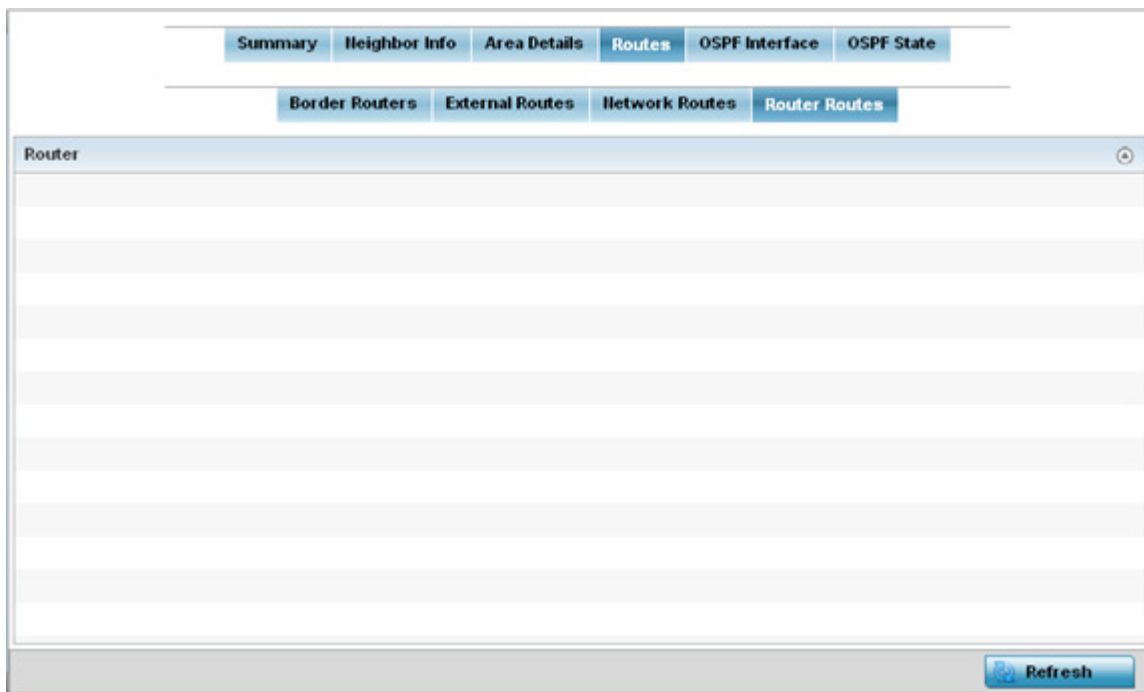 Summary Neighbor Info Area Details Routes OSPF Interface OSPF State
Border Routers External Routes Network Routes Router Routes
Router
Refresh